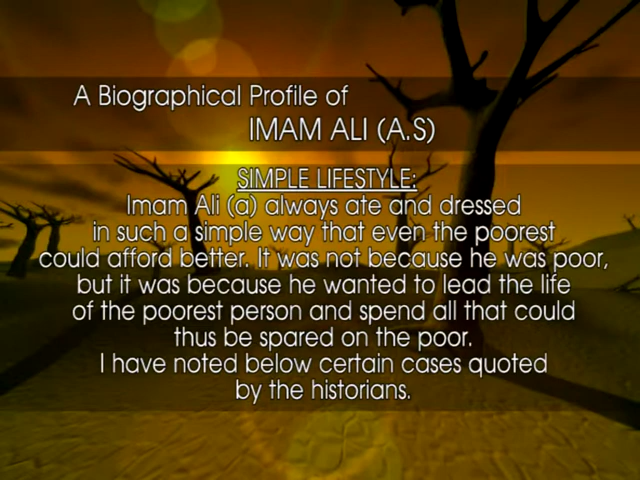 A Biographical Profile of
IMAM ALI (A.S)
SIMPLE LIFESTYLE:
Imam Ali (a) always ate and dressed
in such a simple way that even the poorest
could afford better. It was not because he was poor,
but it was because he wanted to lead the life
of the poorest person and spend all that could
thus be spared on the poor.
I have noted below certain cases quoted
by the historians.